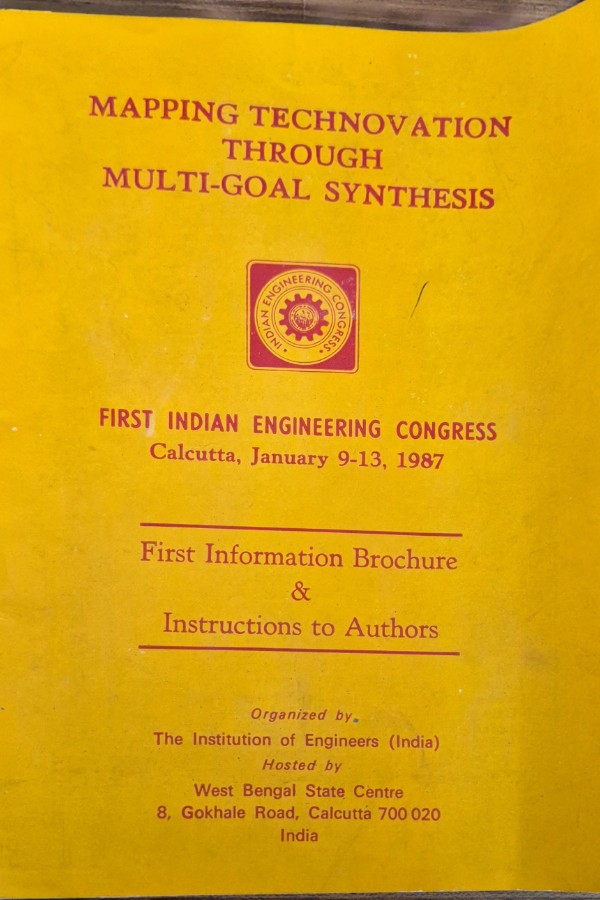 MAPPING TECHNOVATION
THROUGH
MULTI-GOAL SYNTHESIS
INDIAN ENGINEERING CONGRESS
FIRST INDIAN ENGINEERING CONGRESS
Calcutta, January 9-13, 1987
First Information Brochure
&
Instructions to Authors
Organized by
The Institution of Engineers (India)
Hosted by
West Bengal State Centre
8, Gokhale Road, Calcutta 700 020
India